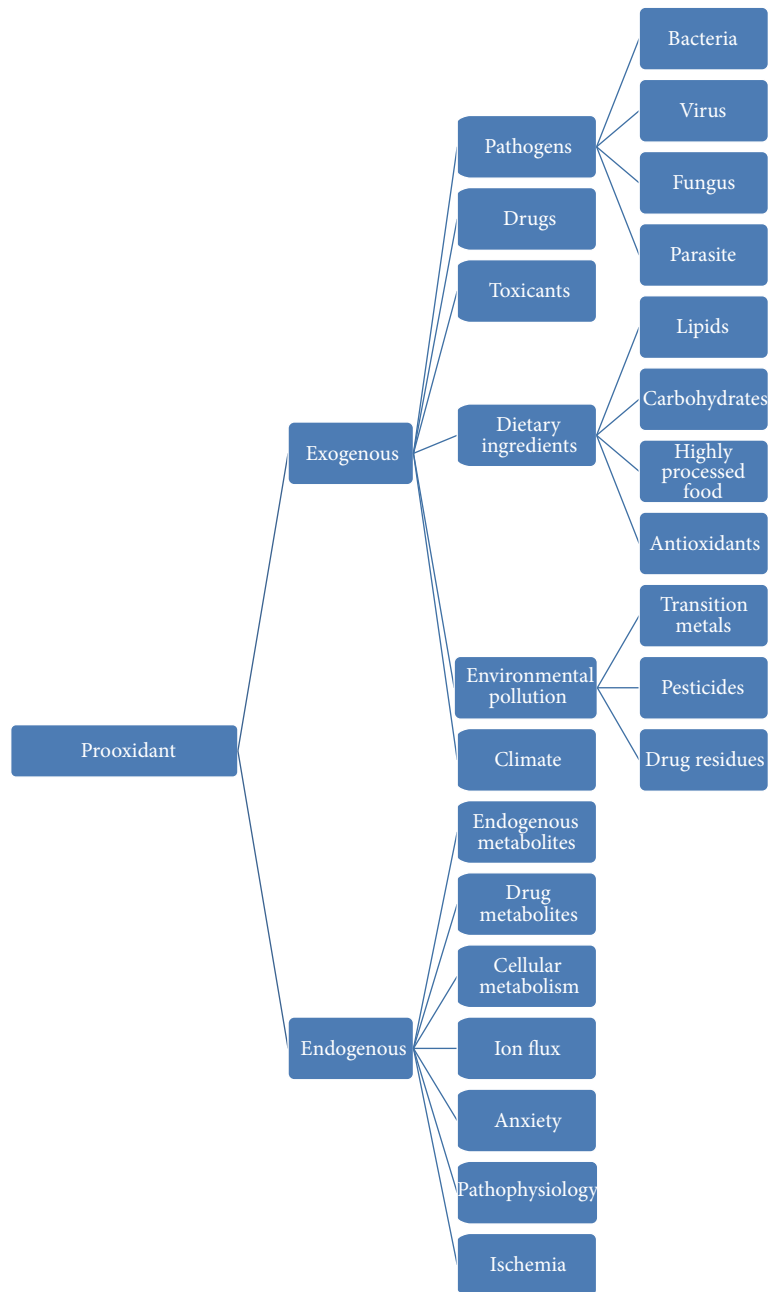 Bacteria
Virus
Pathogens
Fungus
Drugs
Parasite
Toxicants
Lipids
Carbohydrates
Dietary
ingredients
Exogenous
Highly
processed
food
Antioxidants
Transition
metals
Environmental
pollution
Pesticides
Prooxidant
Climate
Drug residues
Endogenous
metabolites
Drug
metabolites
Cellular
metabolism
Endogenous
Ion flux
Anxiety
Pathophysiology
Ischemia